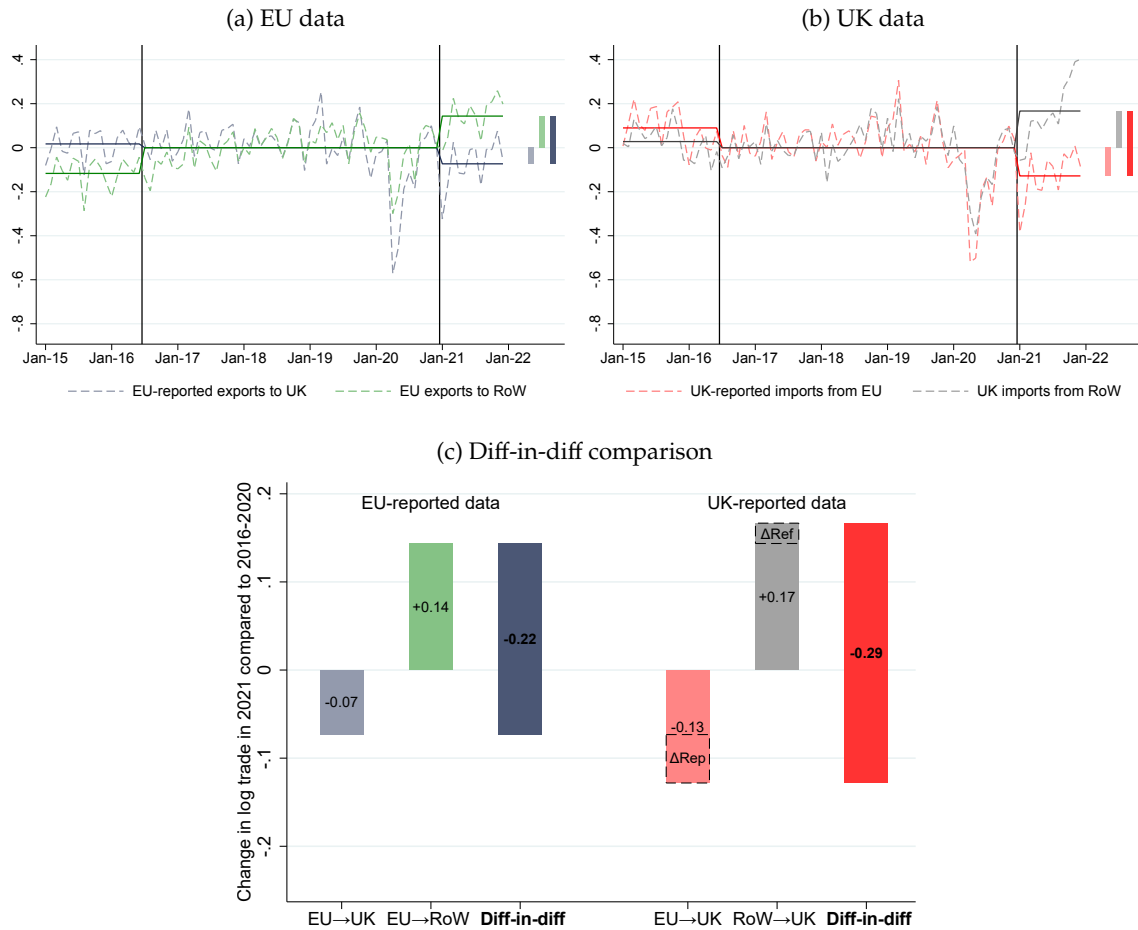 (a) EU data
.4
.2
0
-.2
-.4
-.6
-.8
Jan-15 Jan-16 Jan-17 Jan-18 Jan-19 Jan-20 Jan-21 Jan-22
EU-reported exports to UK EU exports to RoW
(b) UK data
.4
.2
0
-.2
-.4
-.6
-.8
Jan-15 Jan-16 Jan-17 Jan-18 Jan-19 Jan-20 Jan-21 Jan-22
UK-reported imports from EU UK imports from RoW
(c) Diff-in-diff comparison
Change in log trade in 2021 compared to 2016-2020
.2
.1
0
-.1
-.2
EU-reported data UK-reported data
ΔRef
+0.14 +0.17
-0.22 -0.29
-0.07 -0.13
ΔRep
EU→UK EU→RoW Diff-in-diff EU→UK RoW→UK Diff-in-diff